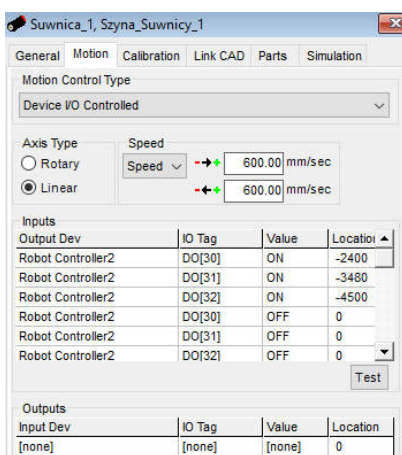 Suwnica_1, Szyna_Suwnicy_1
General Motion Calibration Link CAD Parts Simulation
Motion Control Type
Device I/O Controlled
Axis Type Speed
Rotary Speed 600.00 mm/sec
Linear 600.00 mm/sec
Inputs
Output Dev IO Tag Value Location
Robot Controller2 DO[30] ON -2400
Robot Controller2 DO[31] ON -3480
Robot Controller2 DO[32] ON -4500
Robot Controller2 DO[30] OFF 0
Robot Controller2 DO[31] OFF 0
Robot Controller2 DO[32] OFF 0
Test
Outputs
Input Dev IO Tag Value Location
[none] [none] [none] 0